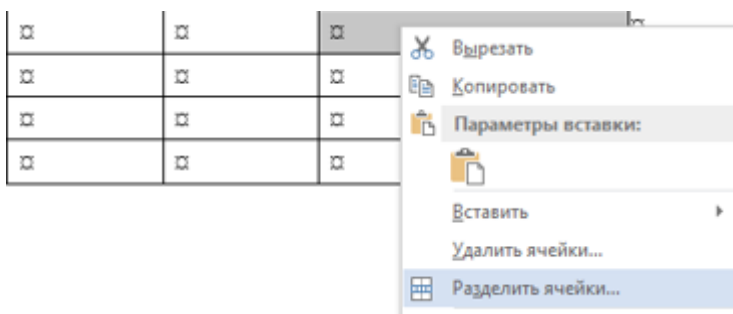 ¤ ¤ ¤ ¤
¤ ¤ ¤
¤ ¤ ¤
¤ ¤ ¤
Вырезать
Копировать
Параметры вставки:
Вставить
Удалить ячейки...
Разделить ячейки...